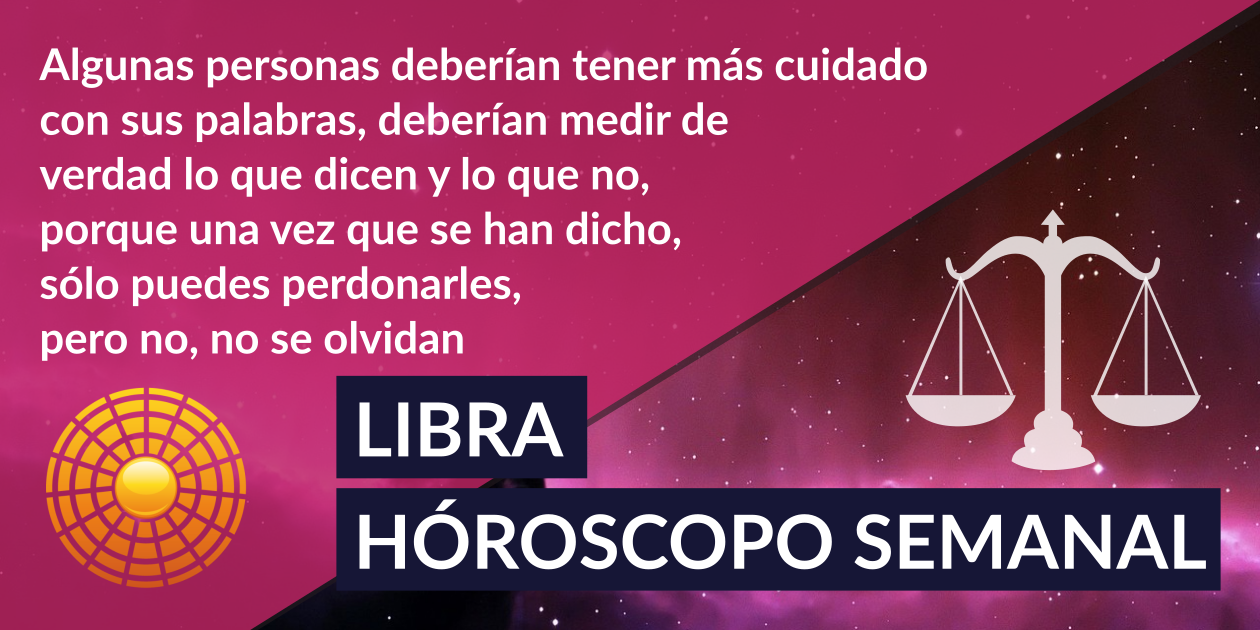 Algunas personas deberían tener más cuidado
con sus palabras, deberían medir de
verdad lo que dicen y lo que no,
porque una vez que se han dicho,
sólo puedes perdonarles,
pero no, no se olvidan
LIBRA
HÓROSCOPO SEMANAL